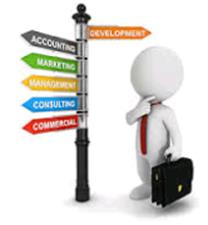 DEVELOPMENT
ACCOUNTING
MARKETING
MANAGEMENT
CONSULTING
COMMERCIAL